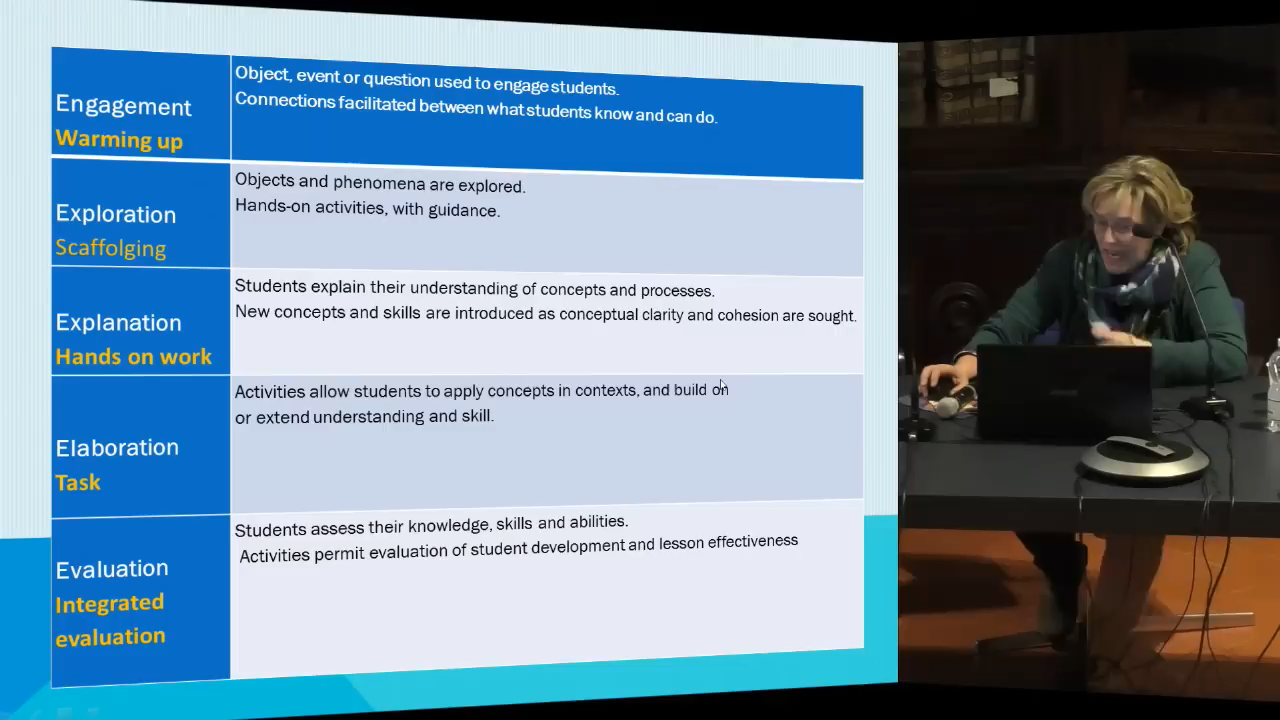 Engagement
Warming up
Object, event or question used to engage students.
Connections facilitated between what students know and can do.
Exploration
Scaffolging
Objects and phenomena are explored.
Hands-on activities, with guidance.
Explanation
Hands on work
Students explain their understanding of concepts and processes.
New concepts and skills are introduced as conceptual clarity and cohesion are sought.
Elaboration
Task
Activities allow students to apply concepts in contexts, and build on
or extend understanding and skill.
Evaluation
Integrated
evaluation
Students assess their knowledge, skills and abilities.
Activities permit evaluation of student development and lesson effectiveness